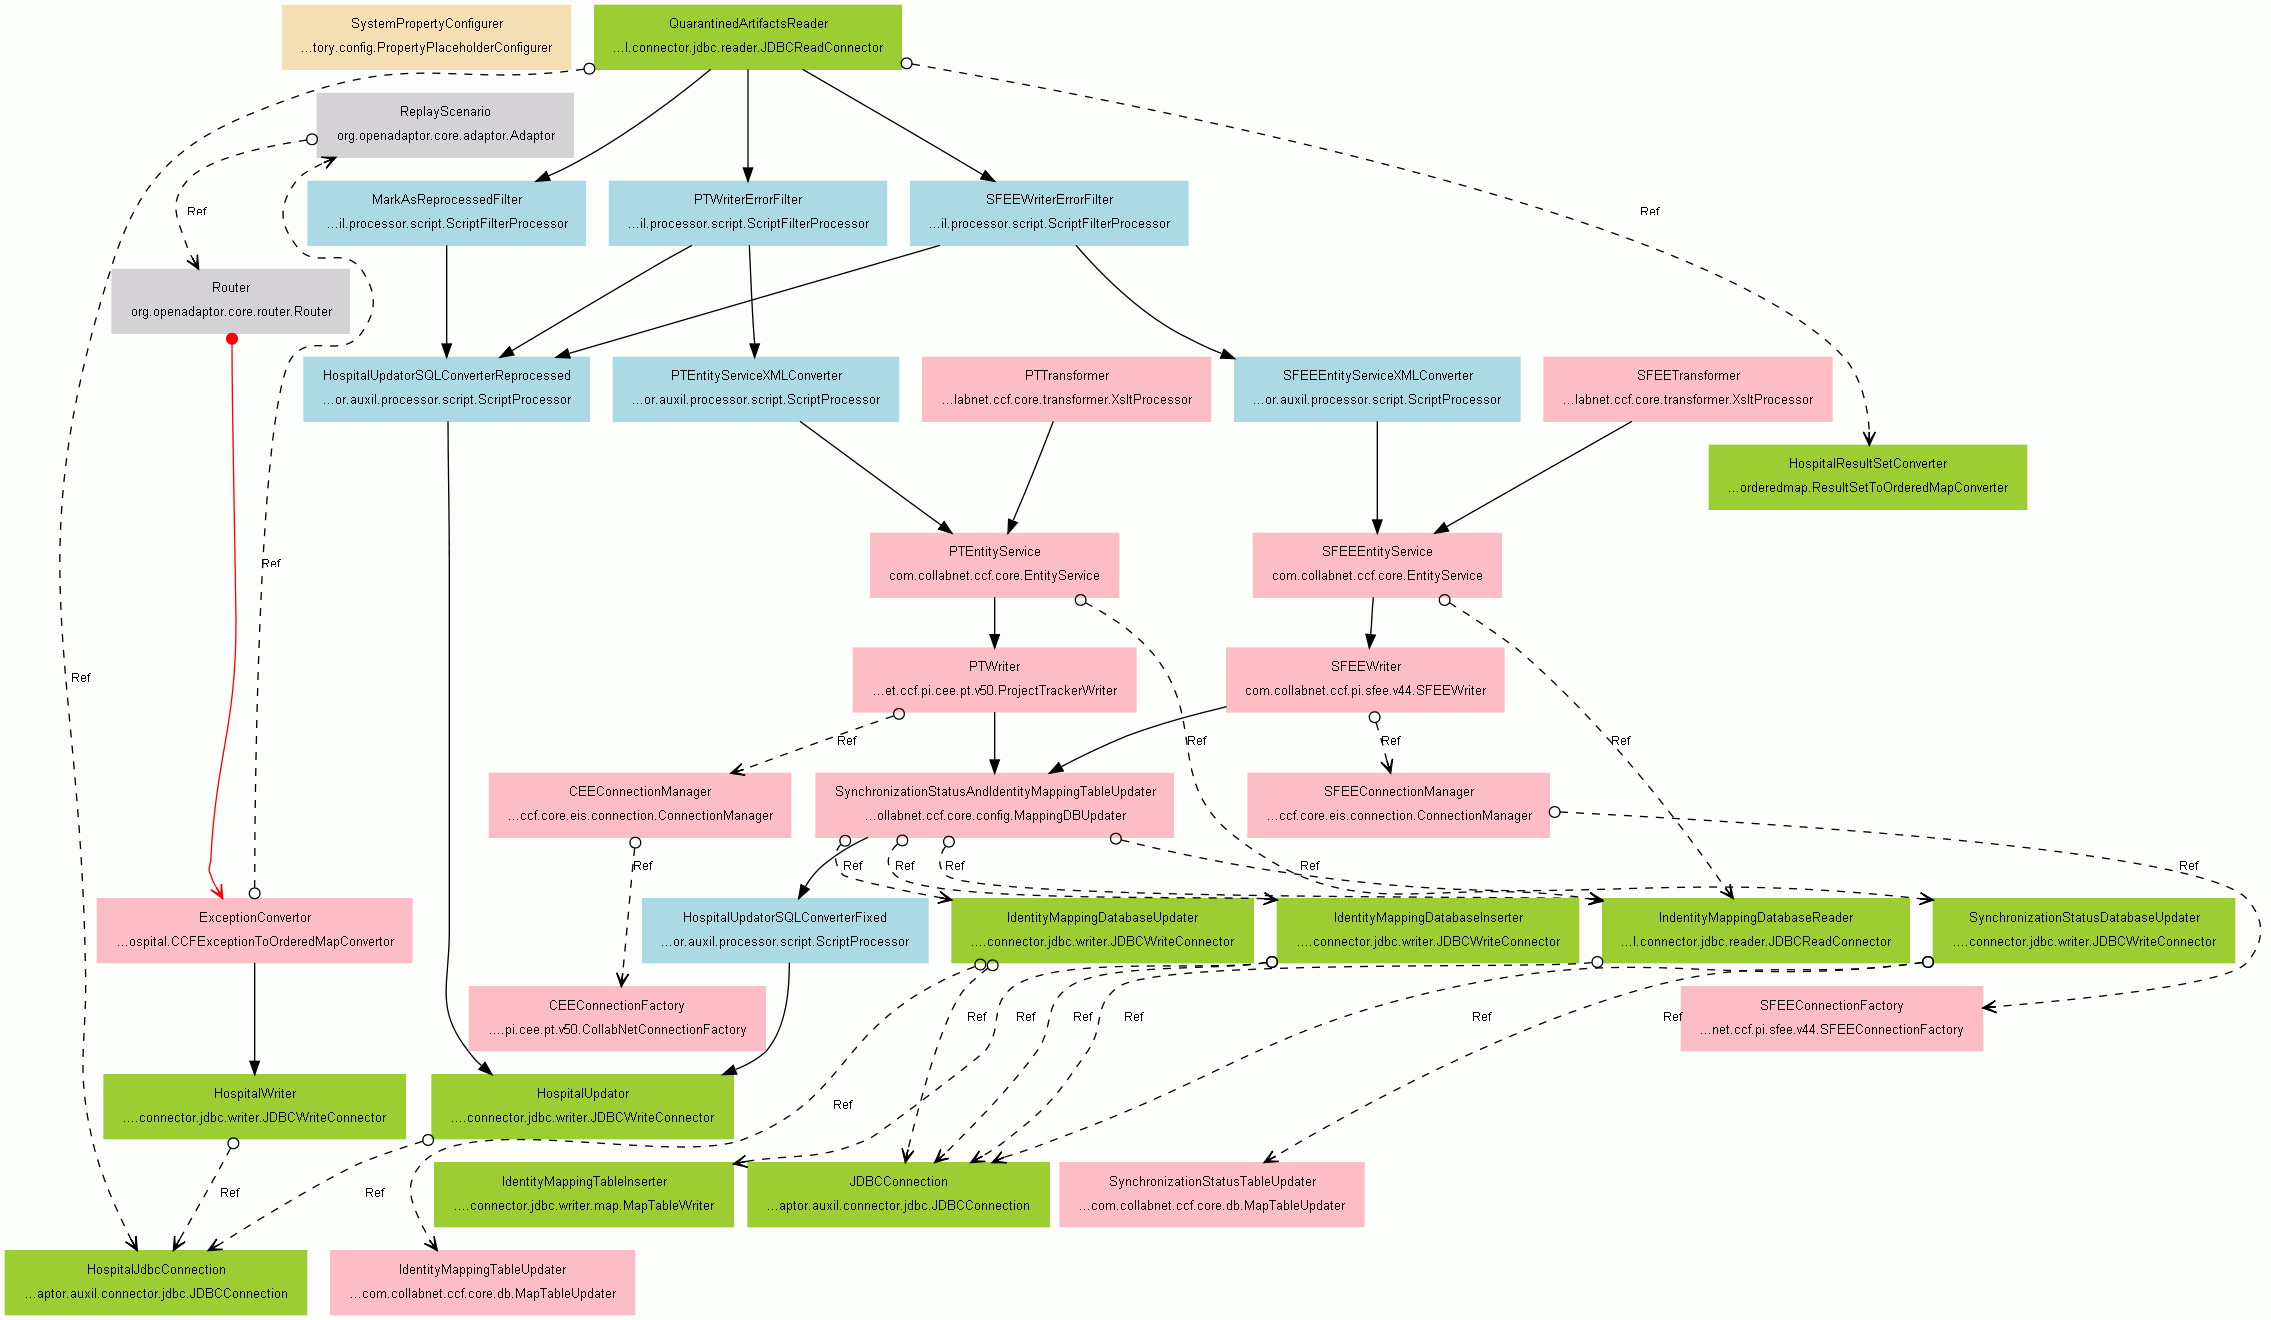 SystemPropertyConfigurer
...tory.config.PropertyPlaceholderConfigurer
QuarantinedArtifactsReader
...l.connector.jdbc.reader.JDBCReadConnector
ReplayScenario
org.openadaptor.core.adaptor.Adaptor
MarkAsReprocessedFilter
...il.processor.script.ScriptFilterProcessor
PTWriterErrorFilter
...il.processor.script.ScriptFilterProcessor
SFEEWriterErrorFilter
...il.processor.script.ScriptFilterProcessor
Ref
Ref
Router
org.openadaptor.core.router.Router
HospitalUpdatorSQLConverterReprocessed
...or.auxil.processor.script.ScriptProcessor
PTEntityServiceXMLConverter
...or.auxil.processor.script.ScriptProcessor
PTTransformer
...labnet.ccf.core.transformer.XsltProcessor
SFEEEntityServiceXMLConverter
...or.auxil.processor.script.ScriptProcessor
SFEETransformer
...labnet.ccf.core.transformer.XsltProcessor
HospitalResultSetConverter
...orderedmap.ResultSetToOrderedMapConverter
Ref
PTEntityService
com.collabnet.ccf.core.EntityService
SFEEEntityService
com.collabnet.ccf.core.EntityService
Ref
PTWriter
...et.ccf.pi.cee.pt.v50.ProjectTrackerWriter
SFEEWriter
com.collabnet.ccf.pi.sfee.v44.SFEEWriter
Ref
Ref
Ref
Ref
CEEConnectionManager
...ccf.core.eis.connection.ConnectionManager
SynchronizationStatusAndIdentityMappingTableUpdater
...ollabnet.ccf.core.config.MappingDBUpdater
SFEEConnectionManager
...ccf.core.eis.connection.ConnectionManager
Ref
Ref
Ref
Ref
Ref
Ref
ExceptionConvertor
...ospital.CCFExceptionToOrderedMapConvertor
HospitalUpdatorSQLConverterFixed
...or.auxil.processor.script.ScriptProcessor
IdentityMappingDatabaseUpdater
....connector.jdbc.writer.JDBCWriteConnector
IdentityMappingDatabaseInserter
....connector.jdbc.writer.JDBCWriteConnector
IndentityMappingDatabaseReader
...l.connector.jdbc.reader.JDBCReadConnector
SynchronizationStatusDatabaseUpdater
....connector.jdbc.writer.JDBCWriteConnector
CEEConnectionFactory
....pi.cee.pt.v50.CollabNetConnectionFactory
Ref
Ref
Ref
Ref
Ref
Ref
SFEEConnectionFactory
...net.ccf.pi.sfee.v44.SFEEConnectionFactory
HospitalWriter
....connector.jdbc.writer.JDBCWriteConnector
HospitalUpdator
....connector.jdbc.writer.JDBCWriteConnector
Ref
Ref
Ref
IdentityMappingTableInserter
....connector.jdbc.writer.map.MapTableWriter
JDBCConnection
...aptor.auxil.connector.jdbc.JDBCConnection
SynchronizationStatusTableUpdater
...com.collabnet.ccf.core.db.MapTableUpdater
HospitalJdbcConnection
...aptor.auxil.connector.jdbc.JDBCConnection
IdentityMappingTableUpdater
...com.collabnet.ccf.core.db.MapTableUpdater